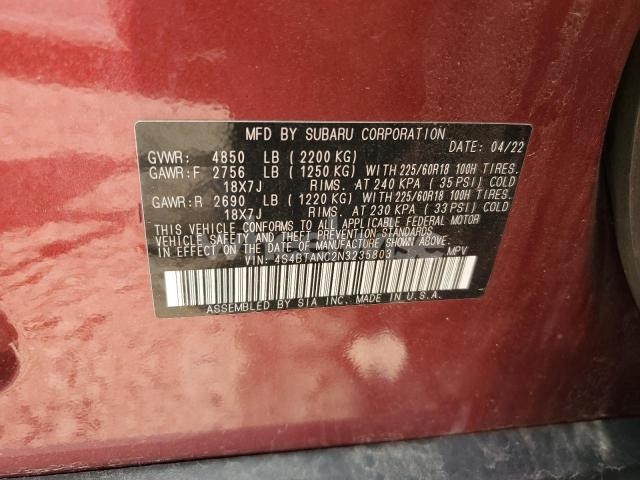 MFD BY SUBARU CORPORATION
DATE: 04/22
GVWR: 4850 LB (2200 KG)
GAWR:F 2756 LB (1250 KG) WITH 225/60R18 100H TIRES.
18X7J RIMS. AT 240 KPA (35 PSI) COLD
GAWR:R 2690 LB (1220 KG) WITH 225/60R18 100H TIRES.
18X7J RIMS. AT 230 KPA (33 PSI) COLD
THIS VEHICLE CONFORMS TO ALL APPLICABLE FEDERAL MOTOR
VEHICLE SAFETY AND THEFT PREVENTION STANDARDS
IN EFFECT ON THE DATE OF MANUFACTURE SHOWN ABOVE.
VIN: 4S4BTANC2N3235803 MPV
ASSEMBLED BY SIA INC. MADE IN U.S.A.